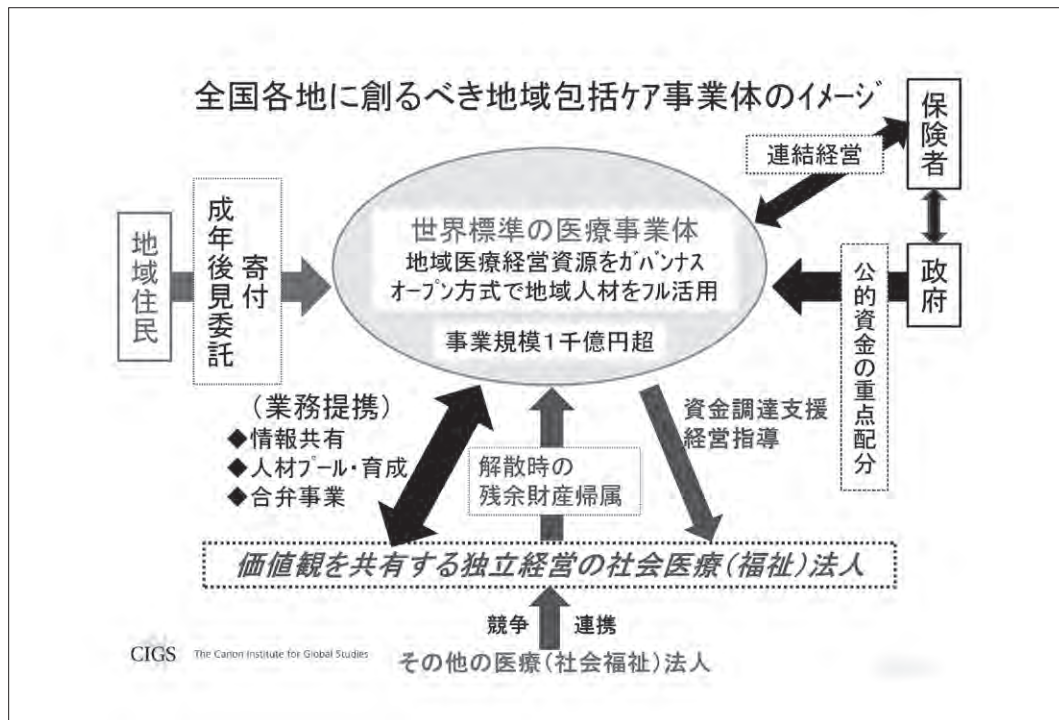 全国各地に創るべき地域包括ケア事業体のイメージ
保険者
連結経営
世界標準の医療事業体
地域医療経営資源をガバナンス
オープン方式で地域人材をフル活用
事業規模1千億円超
地域住民
寄付
成年後見委託
政府
公的資金の重点配分
(業務提携)
◆情報共有
◆人材プール・育成
◆合弁事業
解散時の
残余財産帰属
資金調達支援
経営指導
価値観を共有する独立経営の社会医療(福祉)法人
競争 連携
その他の医療(社会福祉)法人
CIGS The Canon Institute for Global Studies